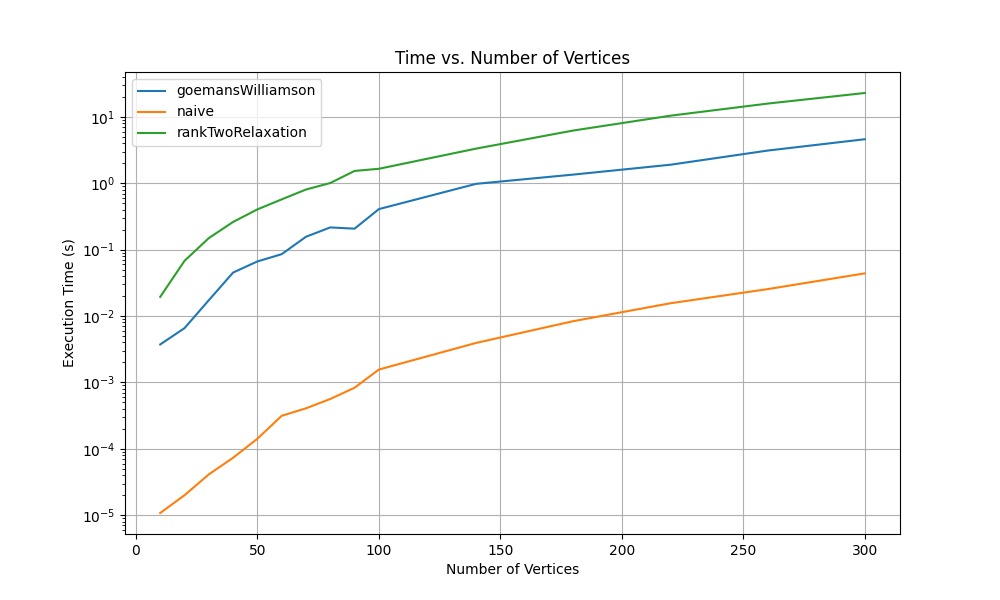 Time vs. Number of Vertices
goemansWilliamson
naive
rankTwoRelaxation
Execution Time (s)
10¹
10⁰
10⁻¹
10⁻²
10⁻³
10⁻⁴
10⁻⁵
0 50 100 150 200 250 300
Number of Vertices